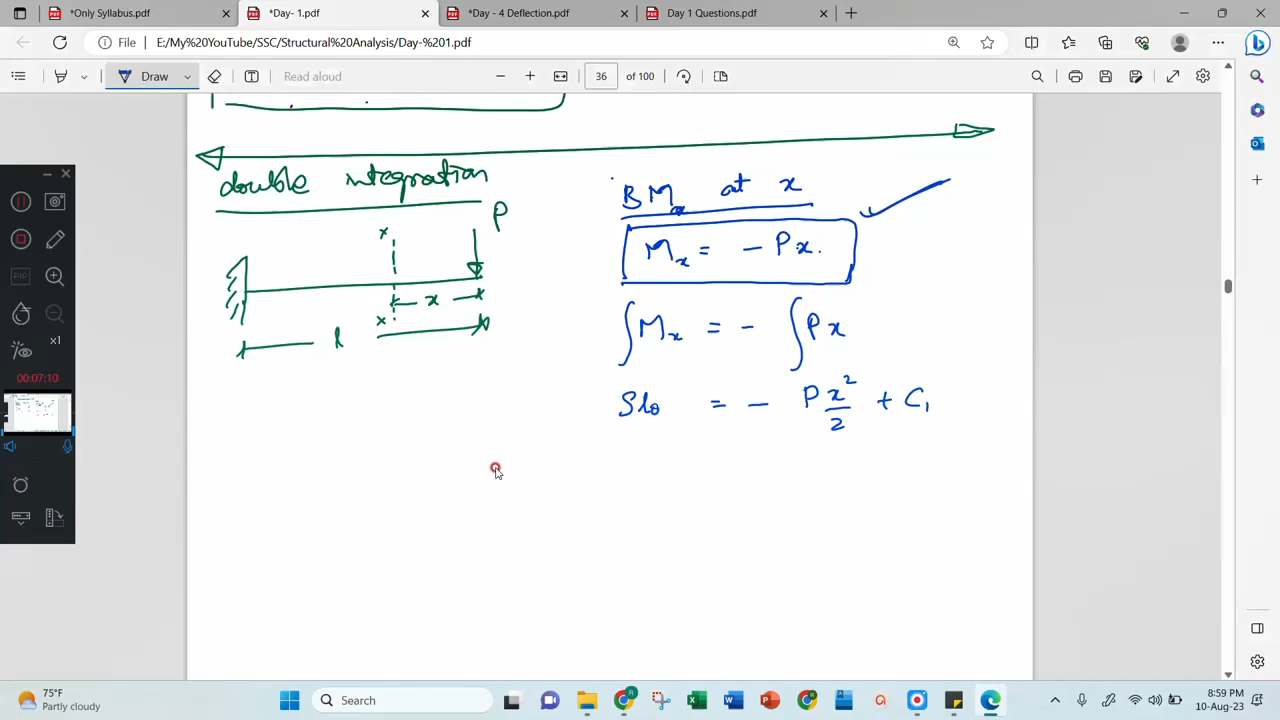 *Only Syllabus.pdf
*Day- 1.pdf
*Day - 4 Deflection.pdf
Day 1 Questions.pdf
File
E:/My%20YouTube/SSC/Structural%20Analysis/Day-%201.pdf
Draw
Read aloud
36 of 100
double integration
P
x
x
x
l
BMx at x
Mx = - Px.
∫Mx = - ∫Px
Slo = - Px²/2 + C₁
PIP
x1
00:07:10
75°F
Partly cloudy
Search
8:59 PM
10-Aug-23